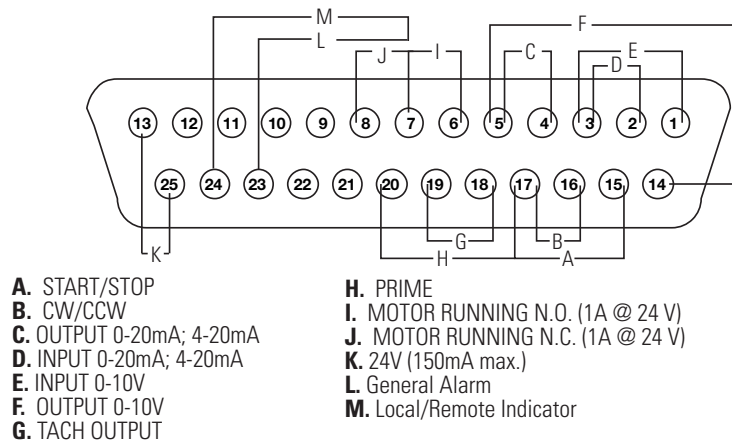 M
L
F
J
I
C
E
D
13
12
11
10
9
8
7
6
5
4
3
2
1
25
24
23
22
21
20
19
18
17
16
15
14
K
G
H
B
A
A. START/STOP
B. CW/CCW
C. OUTPUT 0-20mA; 4-20mA
D. INPUT 0-20mA; 4-20mA
E. INPUT 0-10V
F. OUTPUT 0-10V
G. TACH OUTPUT
H. PRIME
I. MOTOR RUNNING N.O. (1A @ 24 V)
J. MOTOR RUNNING N.C. (1A @ 24 V)
K. 24V (150mA max.)
L. General Alarm
M. Local/Remote Indicator